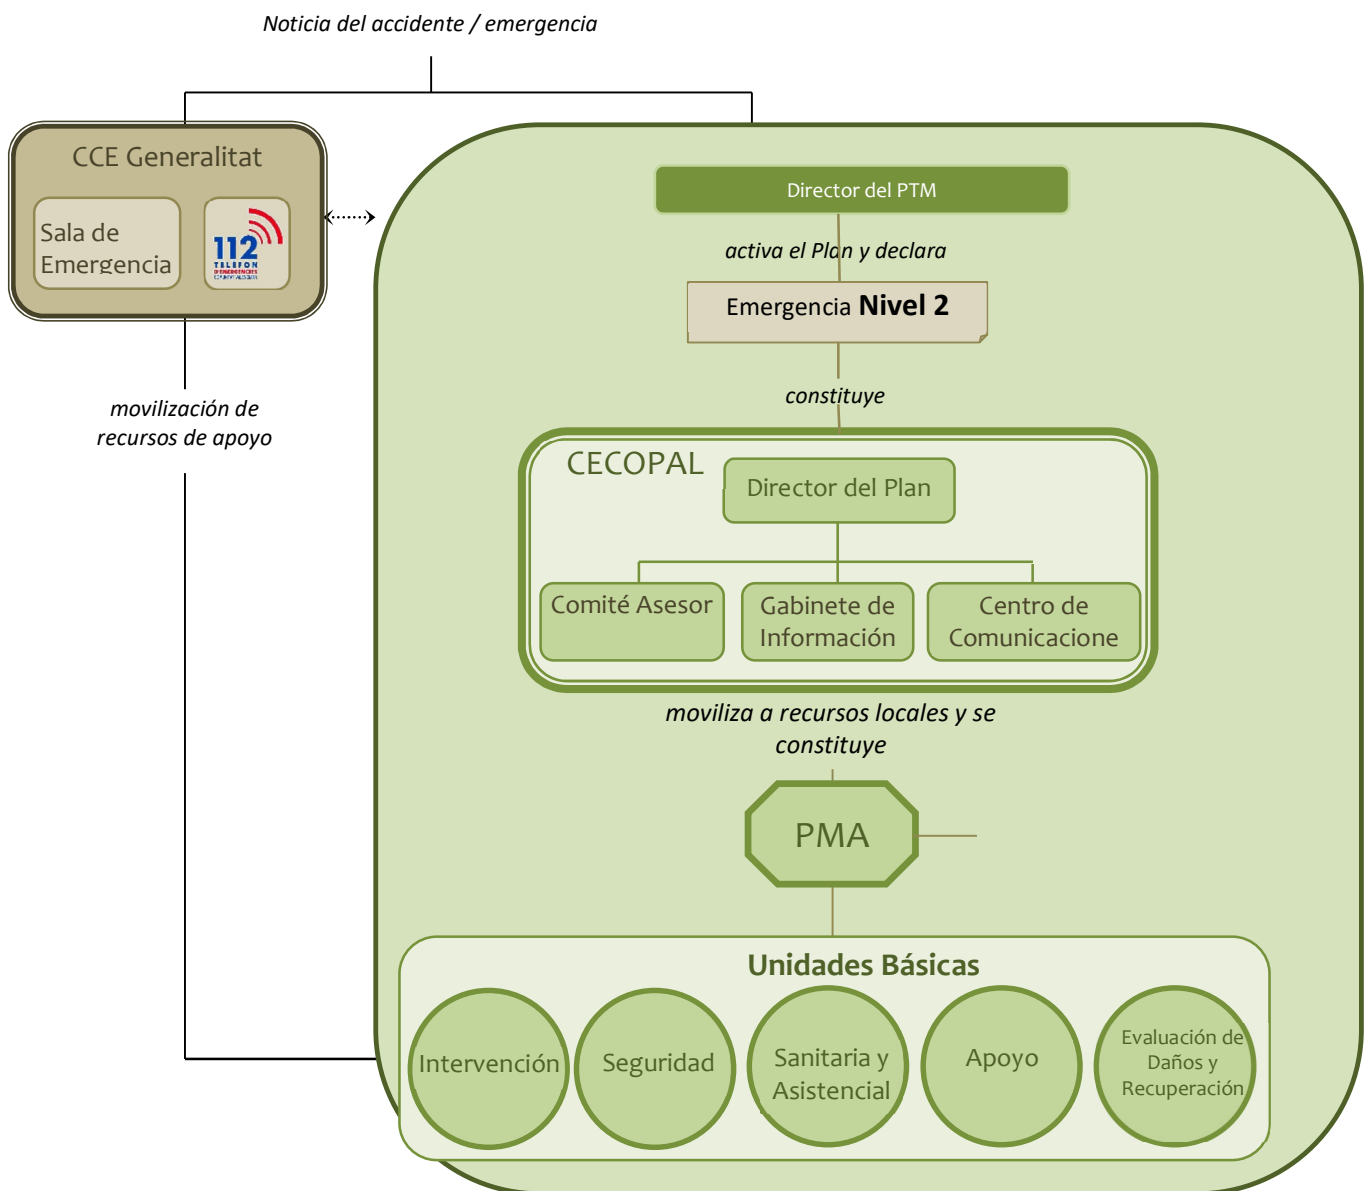 Noticia del accidente / emergencia
CCE Generalitat
Sala de
Emergencia
112
TELEFON
D'EMERGENCIES
Director del PTM
activa el Plan y declara
Emergencia Nivel 2
constituye
movilización de
recursos de apoyo
CECOPAL
Director del Plan
Comité Asesor
Gabinete de
Información
Centro de
Comunicacione
moviliza a recursos locales y se
constituye
PMA
Unidades Básicas
Intervención
Seguridad
Sanitaria y
Asistencial
Apoyo
Evaluación de
Daños y
Recuperación